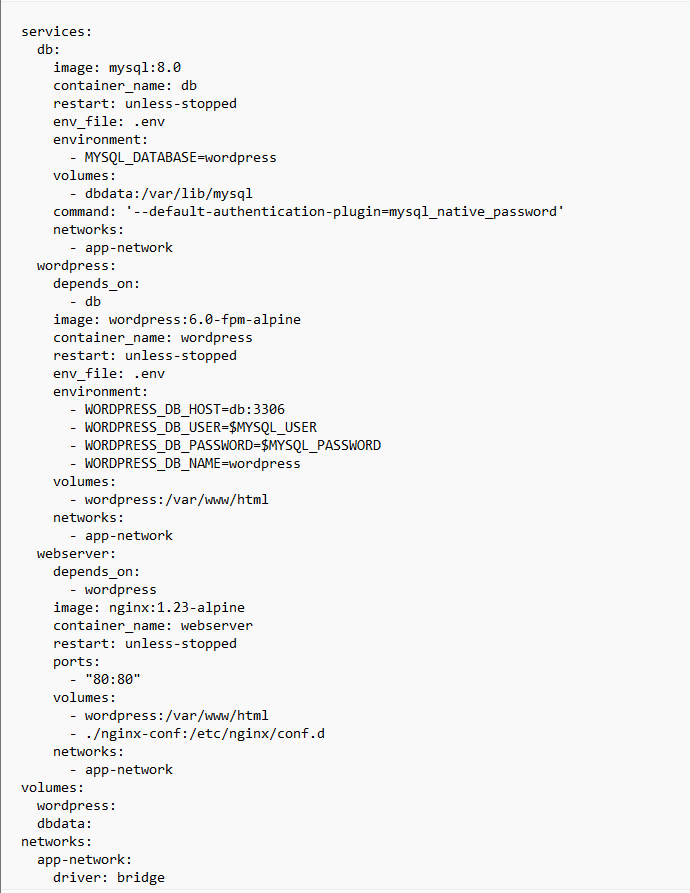 services:
  db:
    image: mysql:8.0
    container_name: db
    restart: unless-stopped
    env_file: .env
    environment:
      - MYSQL_DATABASE=wordpress
    volumes:
      - dbdata:/var/lib/mysql
    command: '--default-authentication-plugin=mysql_native_password'
    networks:
      - app-network
  wordpress:
    depends_on:
      - db
    image: wordpress:6.0-fpm-alpine
    container_name: wordpress
    restart: unless-stopped
    env_file: .env
    environment:
      - WORDPRESS_DB_HOST=db:3306
      - WORDPRESS_DB_USER=$MYSQL_USER
      - WORDPRESS_DB_PASSWORD=$MYSQL_PASSWORD
      - WORDPRESS_DB_NAME=wordpress
    volumes:
      - wordpress:/var/www/html
    networks:
      - app-network
  webserver:
    depends_on:
      - wordpress
    image: nginx:1.23-alpine
    container_name: webserver
    restart: unless-stopped
    ports:
      - "80:80"
    volumes:
      - wordpress:/var/www/html
      - ./nginx-conf:/etc/nginx/conf.d
    networks:
      - app-network
volumes:
  wordpress:
  dbdata:
networks:
  app-network:
    driver: bridge